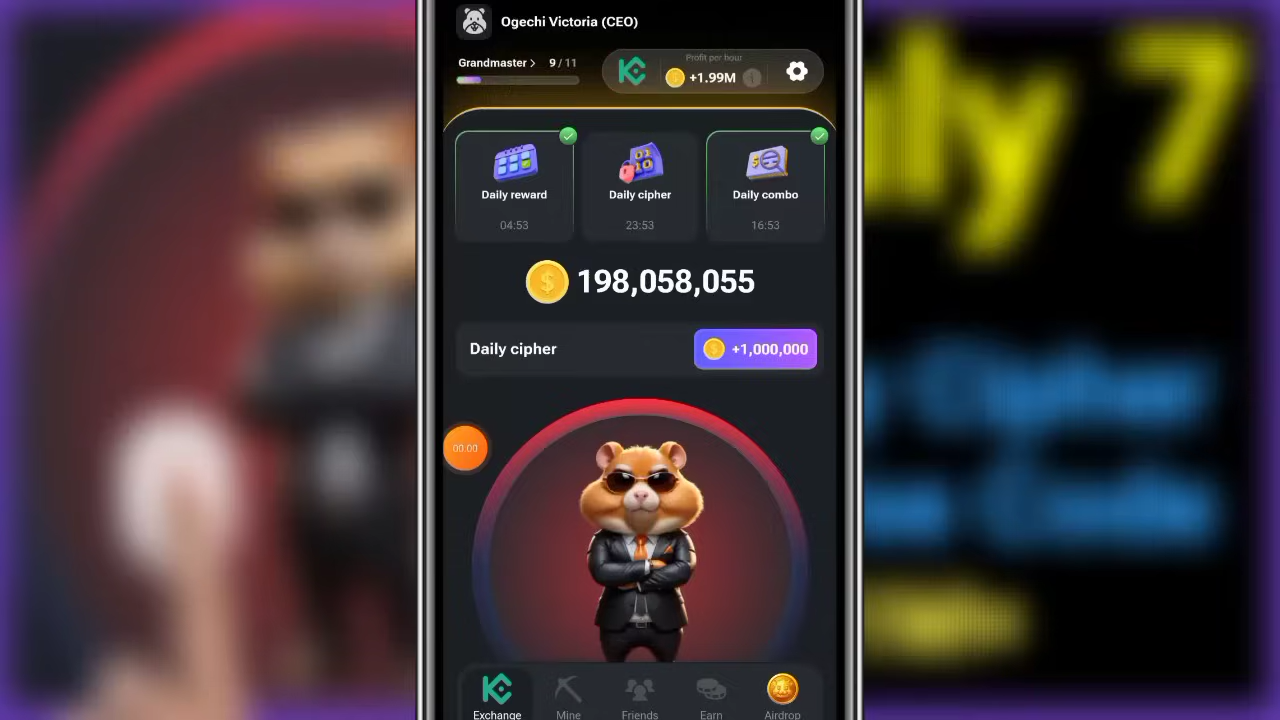 Ogechi Victoria (CEO)
Grandmaster > 9 / 11
Profit per hour
+1.99M
Daily reward
04:53
Daily cipher
23:53
Daily combo
16:53
198,058,055
Daily cipher
+1,000,000
00:00
Exchange
Mine
Friends
Earn
Airdrop
7
Cipher